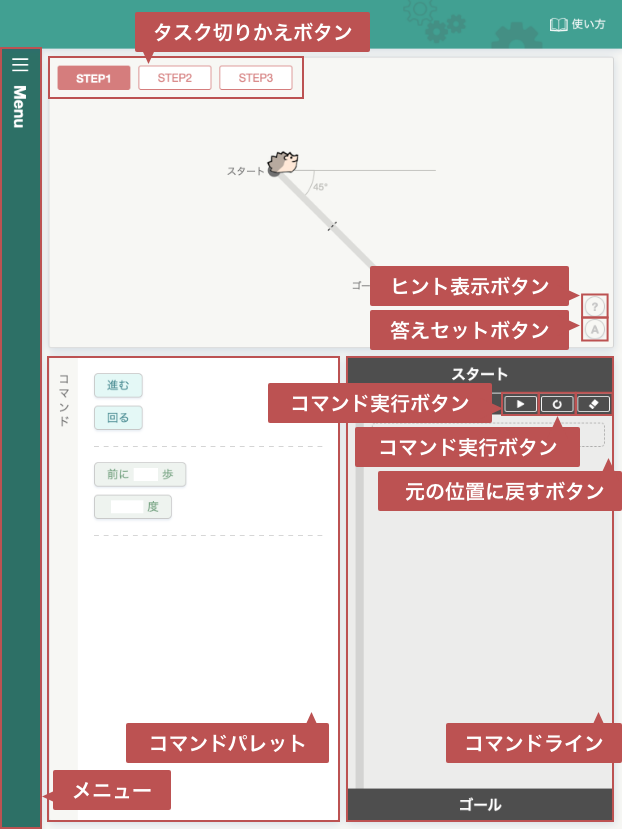 タスク切りかえボタン
使い方
Menu
STEP1 STEP2 STEP3
スタート
45°
ゴー
ヒント表示ボタン
?
答えセットボタン
A
コマンド
進む
回る
前に 歩
度
スタート
コマンド実行ボタン
コマンド実行ボタン
元の位置に戻すボタン
コマンドパレット
コマンドライン
メニュー
ゴール